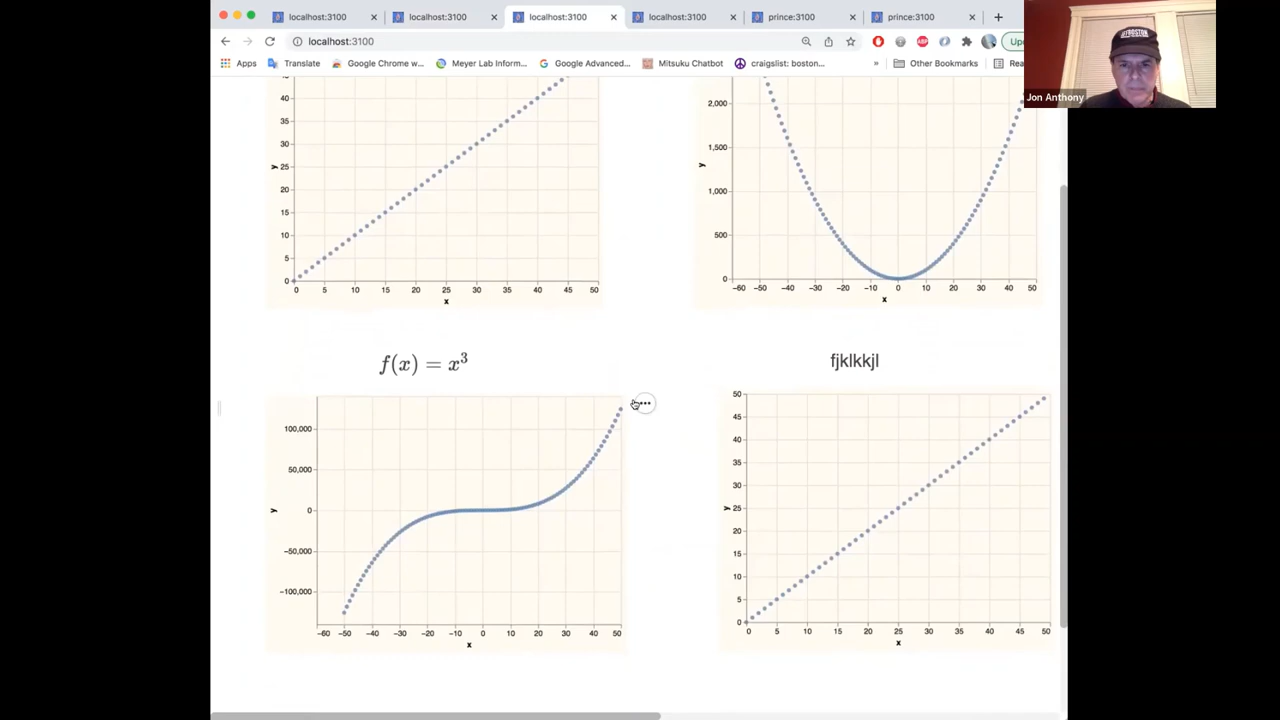 localhost:3100 localhost:3100 localhost:3100 localhost:3100 prince:3100 prince:3100
localhost:3100
Apps Translate Google Chrome w... Meyer Lab Inform... Google Advanced... Mitsuku Chatbot craigslist: boston... » Other Bookmarks
Jon Anthony
40
35
30
25
20
15
10
5
0
y
0 5 10 15 20 25 30 35 40 45 50
x
2,000
1,500
1,000
500
0
y
−60 −50 −40 −30 −20 −10 0 10 20 30 40 50
x
f(x) = x³
100,000
50,000
0
−50,000
−100,000
y
−60 −50 −40 −30 −20 −10 0 10 20 30 40 50
x
fjklkkjl
50
45
40
35
30
25
20
15
10
5
0
y
0 5 10 15 20 25 30 35 40 45 50
x